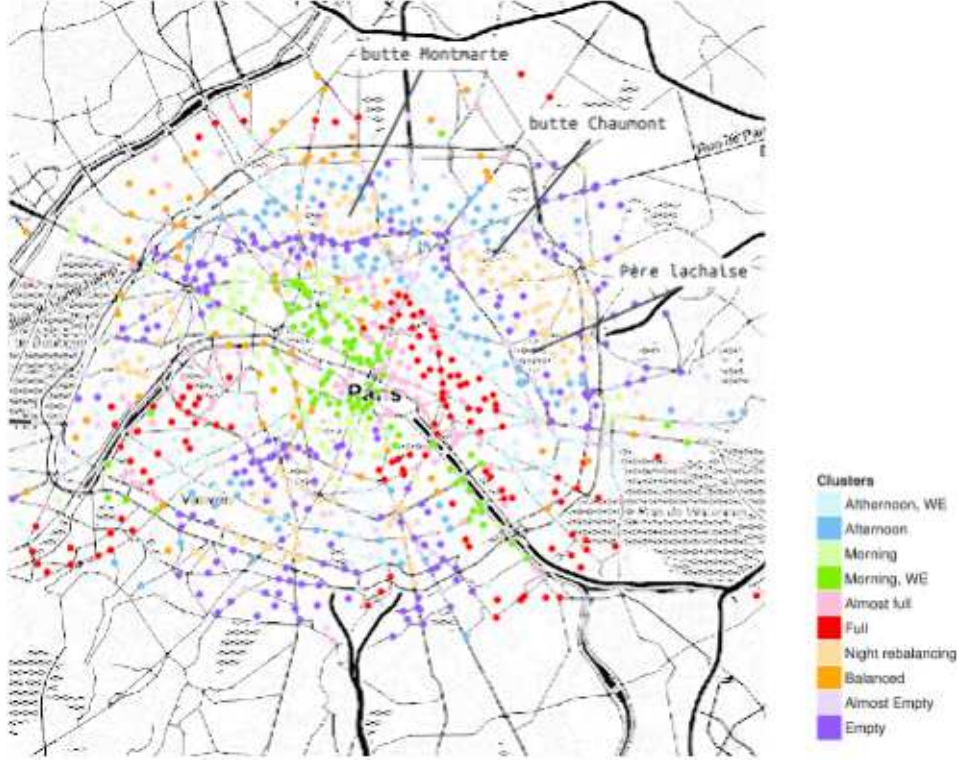 butte Montmarte
butte Chaumont
Père lachaise
Paris
Clusters
Afthernoon, WE
Afternoon
Morning
Morning, WE
Almost full
Full
Night rebalancing
Balanced
Almost Empty
Empty